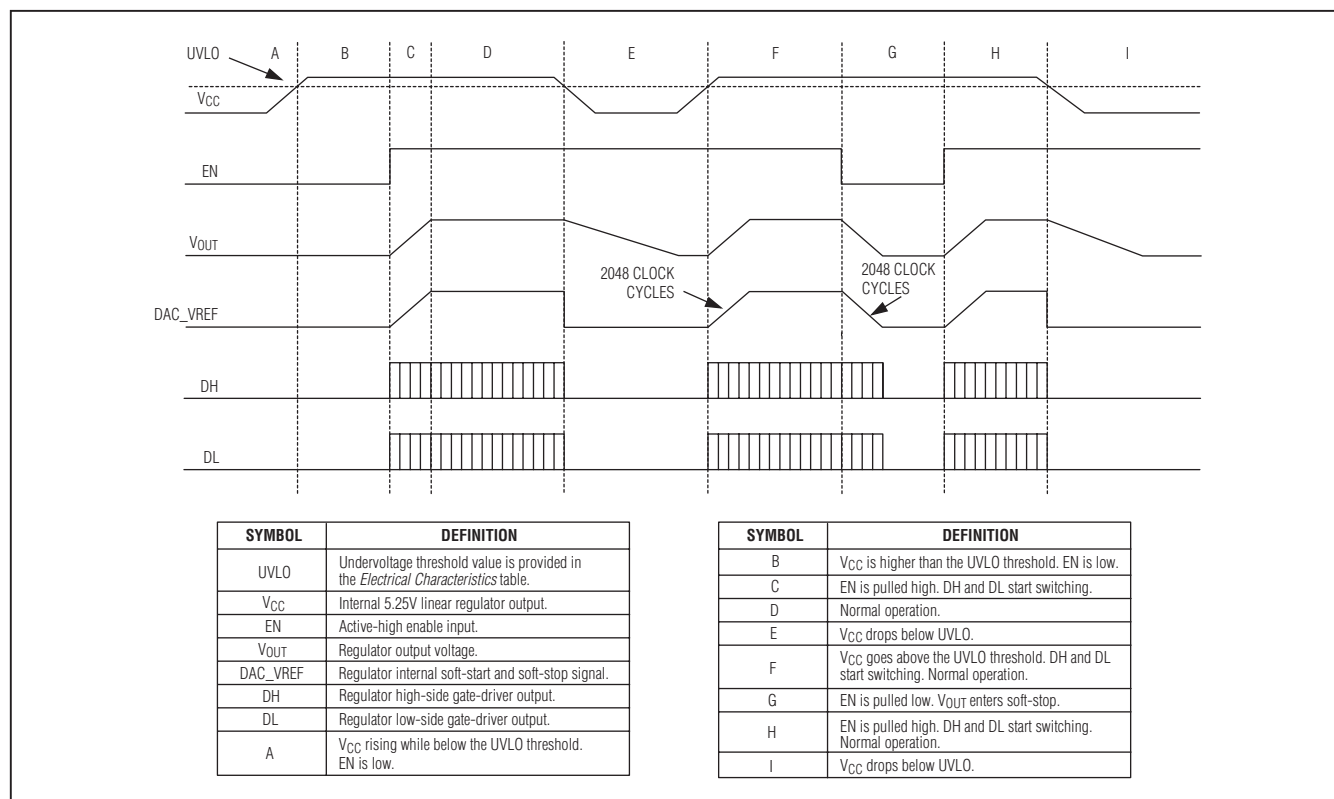 UVLO A B C D E F G H I
VCC
EN
VOUT
2048 CLOCK
CYCLES
2048 CLOCK
CYCLES
DAC_VREF
DH
DL
SYMBOL DEFINITION
UVLO Undervoltage threshold value is provided in
the Electrical Characteristics table.
VCC Internal 5.25V linear regulator output.
EN Active-high enable input.
VOUT Regulator output voltage.
DAC_VREF Regulator internal soft-start and soft-stop signal.
DH Regulator high-side gate-driver output.
DL Regulator low-side gate-driver output.
A VCC rising while below the UVLO threshold.
EN is low.
SYMBOL DEFINITION
B VCC is higher than the UVLO threshold. EN is low.
C EN is pulled high. DH and DL start switching.
D Normal operation.
E VCC drops below UVLO.
F VCC goes above the UVLO threshold. DH and DL
start switching. Normal operation.
G EN is pulled low. VOUT enters soft-stop.
H EN is pulled high. DH and DL start switching.
Normal operation.
I VCC drops below UVLO.